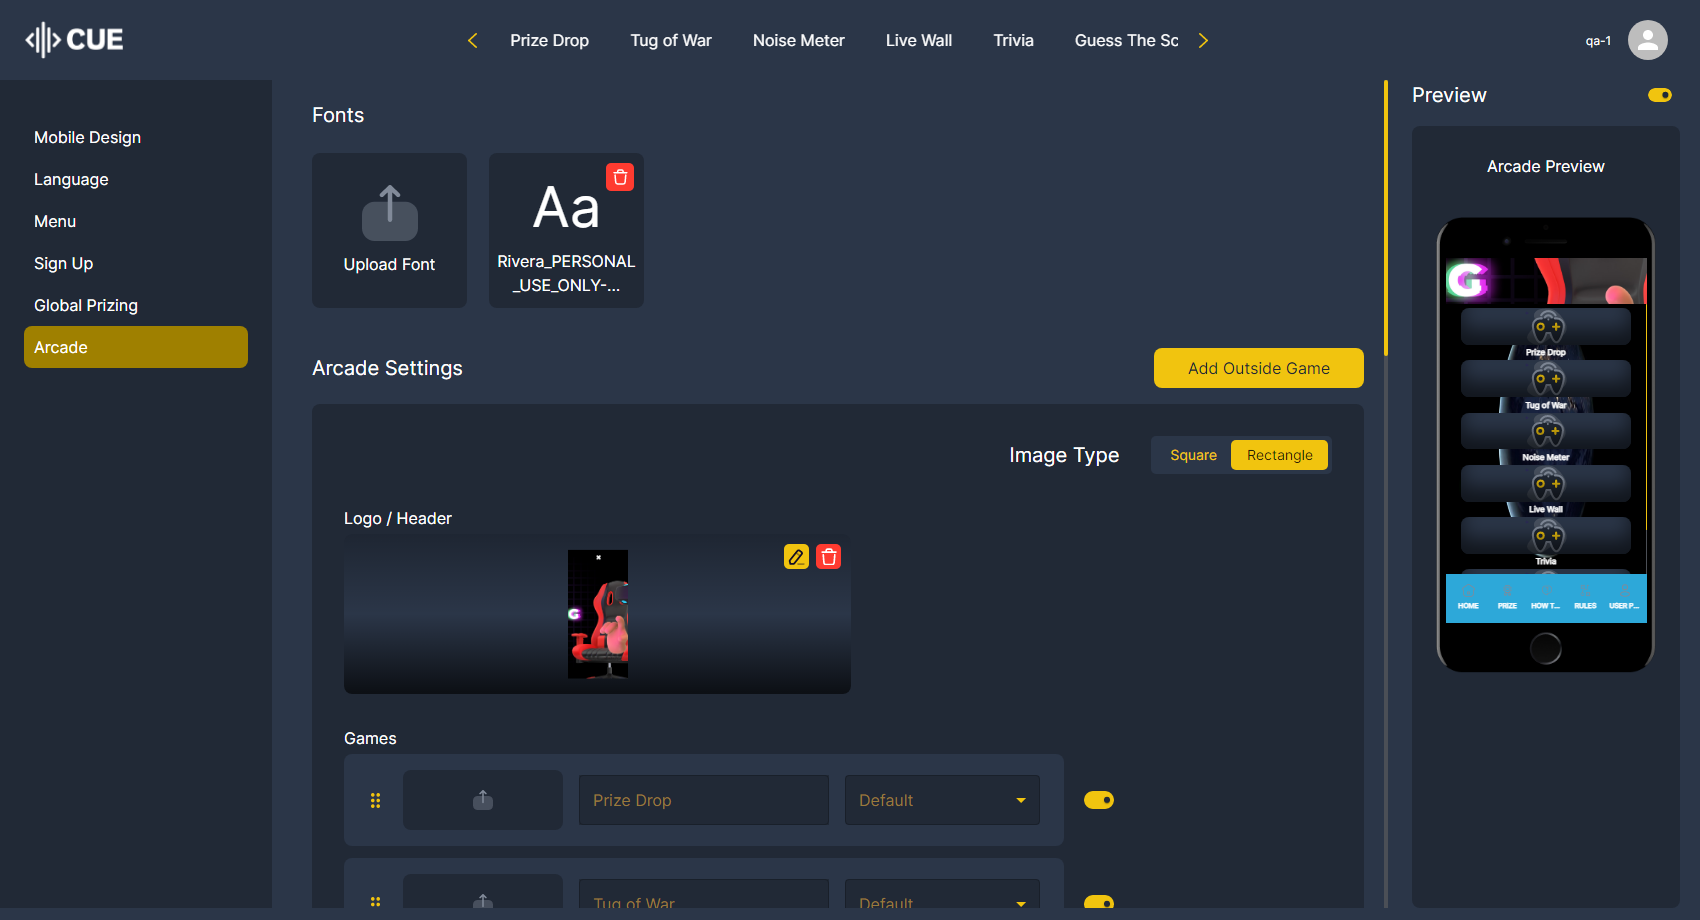 CUE
Prize Drop
Tug of War
Noise Meter
Live Wall
Trivia
Guess The Sc
qa-1
Mobile Design
Language
Menu
Sign Up
Global Prizing
Arcade
Fonts
Upload Font
Aa
Rivera_PERSONAL
_USE_ONLY-...
Arcade Settings
Add Outside Game
Image Type
Square
Rectangle
Logo / Header
G
Games
Prize Drop
Default
Tug of War
Default
Preview
Arcade Preview
G
Prize Drop
Tug of War
Noise Meter
Live Wall
Trivia
HOME
PRIZE
HOW T...
RULES
USER P...